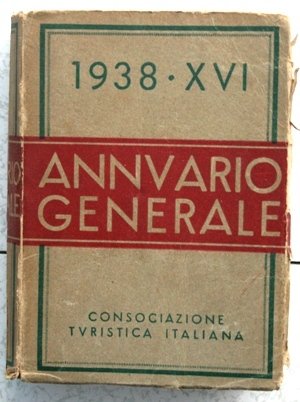 1938 · XVI
ANNVARIO
GENERALE
CONSOCIAZIONE
TVRISTICA ITALIANA